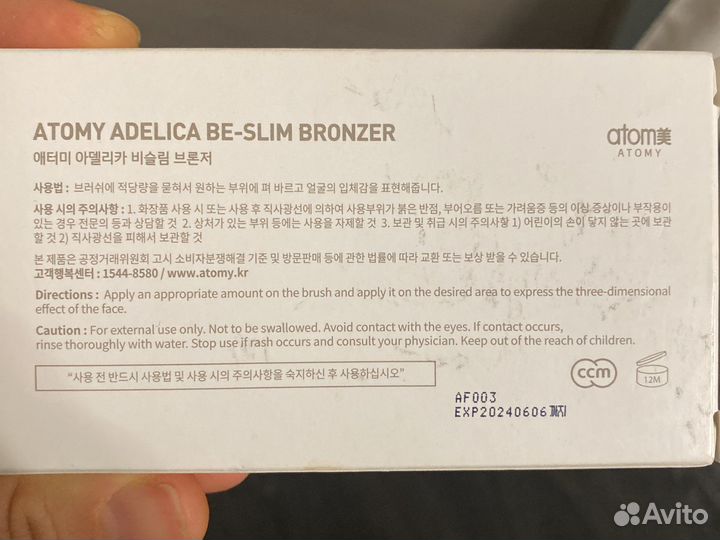 ATOMY ADELICA BE-SLIM BRONZER
애터미 아델리카 비슬림 브론저
atom美
ATOMY
사용법 : 브러쉬에 적당량을 묻혀서 원하는 부위에 펴 바르고 얼굴의 입체감을 표현해줍니다.
사용 시의 주의사항 : 1. 화장품 사용 시 또는 사용 후 직사광선에 의하여 사용부위가 붉은 반점, 부어오름 또는 가려움증 등의 이상 증상이나 부작용이
있는 경우 전문의 등과 상담할 것 2. 상처가 있는 부위 등에는 사용을 자제할 것 3. 보관 및 취급 시의 주의사항 1) 어린이의 손이 닿지 않는 곳에 보관
할 것 2) 직사광선을 피해서 보관할 것
본 제품은 공정거래위원회 고시 소비자분쟁해결 기준 및 방문판매 등에 관한 법률에 따라 교환 또는 보상 받을 수 있습니다.
고객행복센터 : 1544-8580 / www.atomy.kr
Directions : Apply an appropriate amount on the brush and apply it on the desired area to express the three-dimensional
effect of the face.
Caution : For external use only. Not to be swallowed. Avoid contact with the eyes. If contact occurs,
rinse thoroughly with water. Stop use if rash occurs and consult your physician. Keep out of the reach of children.
“사용 전 반드시 사용법 및 사용 시의 주의사항을 숙지하신 후 사용하십시오”
ccm
12M
AF003
EXP20240606까지
Avito